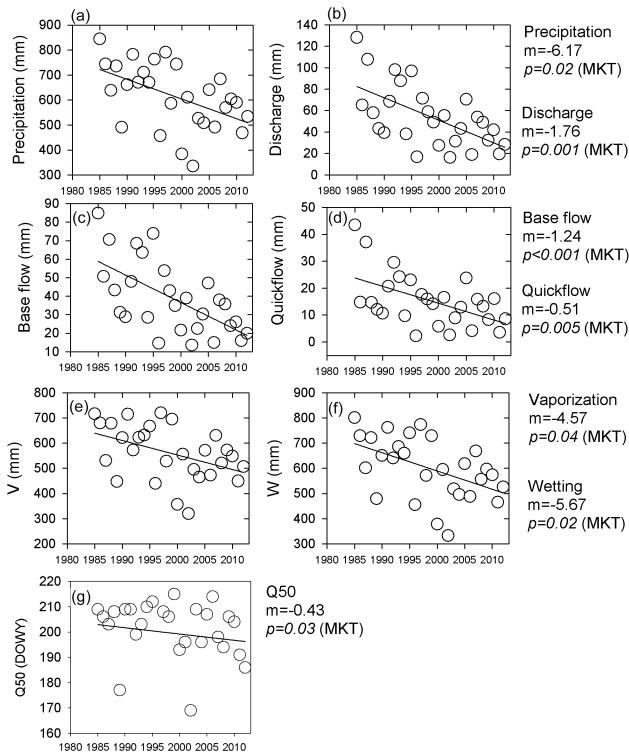 (a)
Precipitation (mm)
900
800
700
600
500
400
300
1980 1985 1990 1995 2000 2005 2010
(b)
Discharge (mm)
140
120
100
80
60
40
20
0
1980 1985 1990 1995 2000 2005 2010
Precipitation
m=-6.17
p=0.02 (MKT)
Discharge
m=-1.76
p=0.001 (MKT)
(c)
Base flow (mm)
90
80
70
60
50
40
30
20
10
1980 1985 1990 1995 2000 2005 2010
(d)
Quickflow (mm)
50
40
30
20
10
0
1980 1985 1990 1995 2000 2005 2010
Base flow
m=-1.24
p<0.001 (MKT)
Quickflow
m=-0.51
p=0.005 (MKT)
(e)
V (mm)
800
700
600
500
400
300
200
1980 1985 1990 1995 2000 2005 2010
(f)
W (mm)
900
800
700
600
500
400
300
1980 1985 1990 1995 2000 2005 2010
Vaporization
m=-4.57
p=0.04 (MKT)
Wetting
m=-5.67
p=0.02 (MKT)
(g)
Q50 (DOWY)
220
210
200
190
180
170
160
1980 1985 1990 1995 2000 2005 2010
Q50
m=-0.43
p=0.03 (MKT)